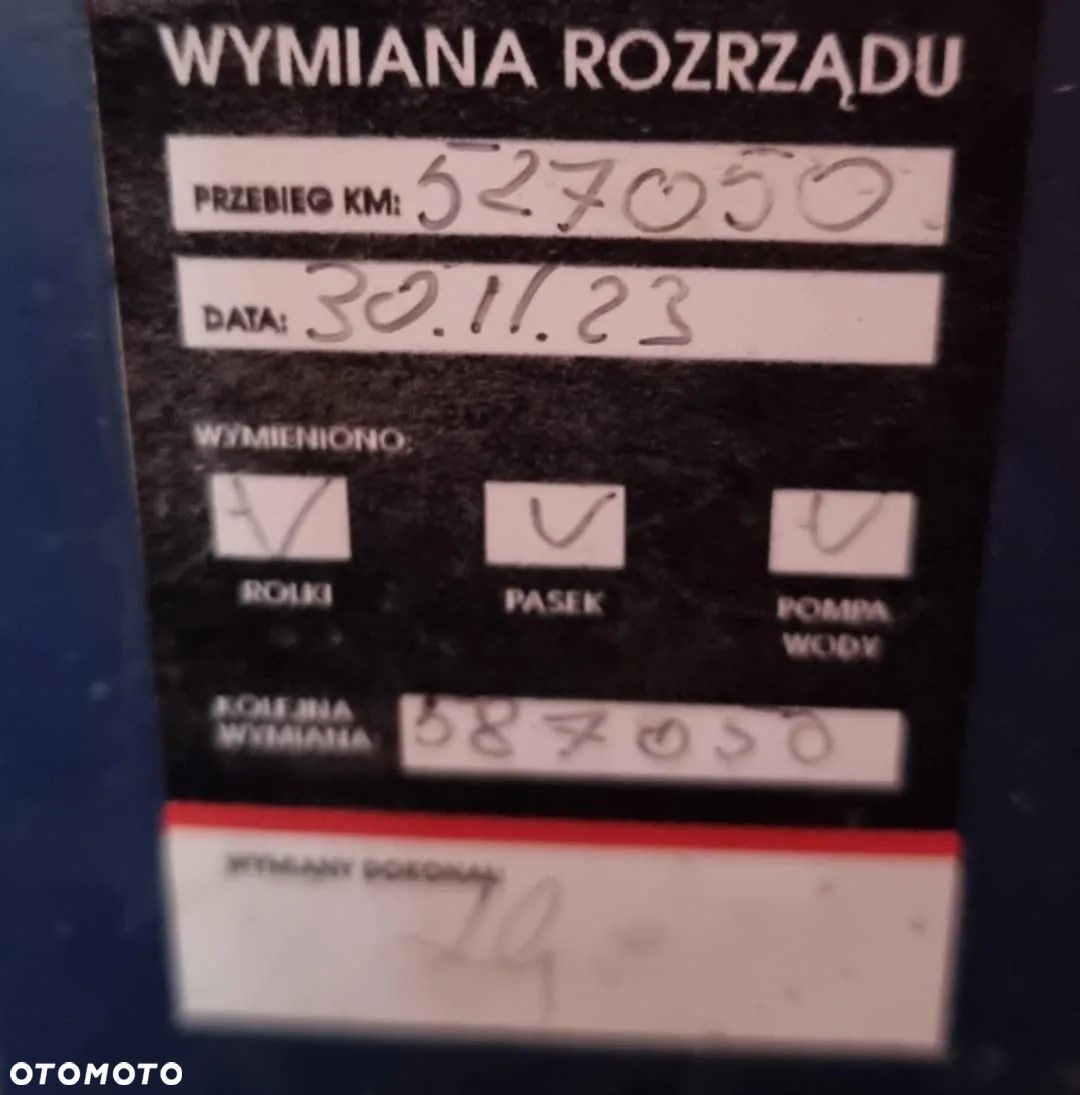 WYMIANA ROZRZĄDU
PRZEBIEG KM: 527050
DATA: 30.11.23
WYMIENIONO:
ROLKI PASEK POMPA WODY
KOLEJNA WYMIANA: 587050
WYMIANY DOKONAŁ:
OTOMOTO